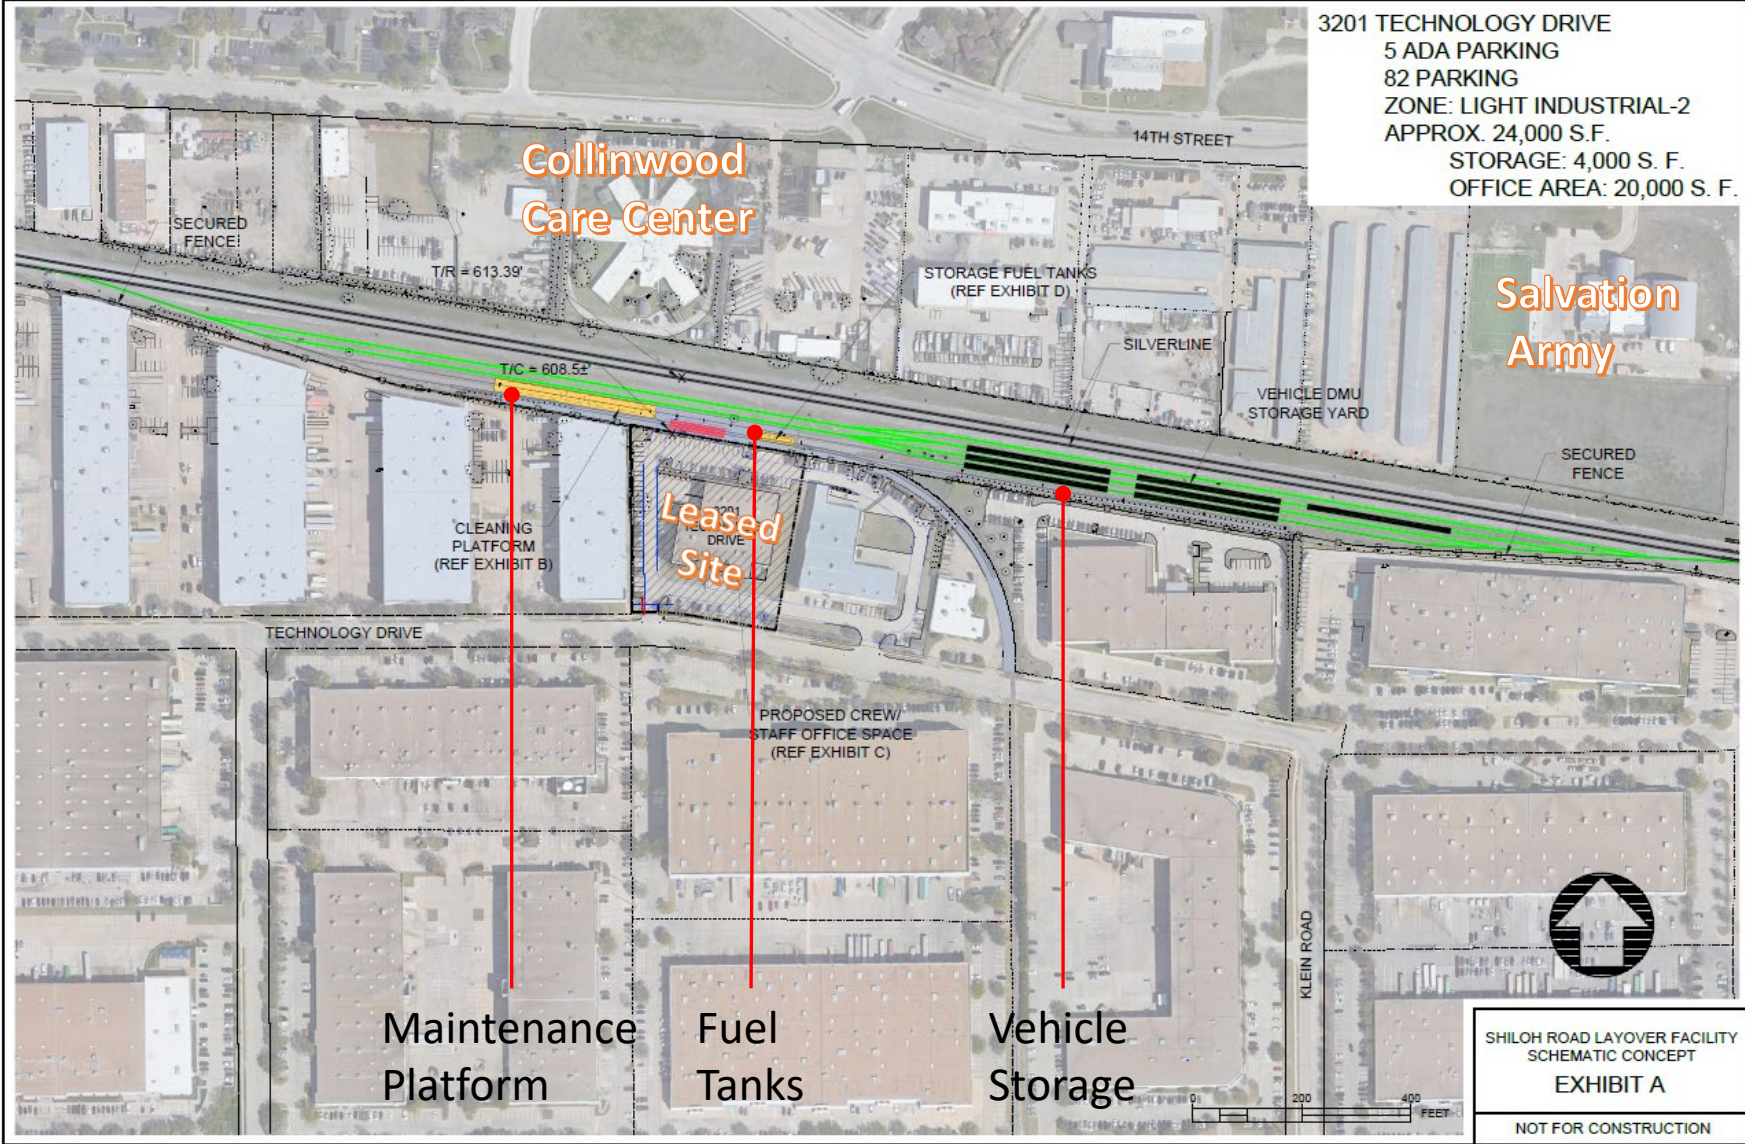 3201 TECHNOLOGY DRIVE
5 ADA PARKING
82 PARKING
ZONE: LIGHT INDUSTRIAL-2
APPROX. 24,000 S.F.
STORAGE: 4,000 S. F.
OFFICE AREA: 20,000 S. F.
14TH STREET
Collinwood
Care Center
SECURED
FENCE
T/R = 613.39'
STORAGE FUEL TANKS
(REF EXHIBIT D)
Salvation
Army
SILVERLINE
T/C = 608.5±'
VEHICLE DMU
STORAGE YARD
SECURED
FENCE
CLEANING
PLATFORM
(REF EXHIBIT B)
3201
DRIVE
Leased
Site
TECHNOLOGY DRIVE
PROPOSED CREW/
STAFF OFFICE SPACE
(REF EXHIBIT C)
KLEIN ROAD
Maintenance
Platform
Fuel
Tanks
Vehicle
Storage
0 200 400
FEET
SHILOH ROAD LAYOVER FACILITY
SCHEMATIC CONCEPT
EXHIBIT A
NOT FOR CONSTRUCTION